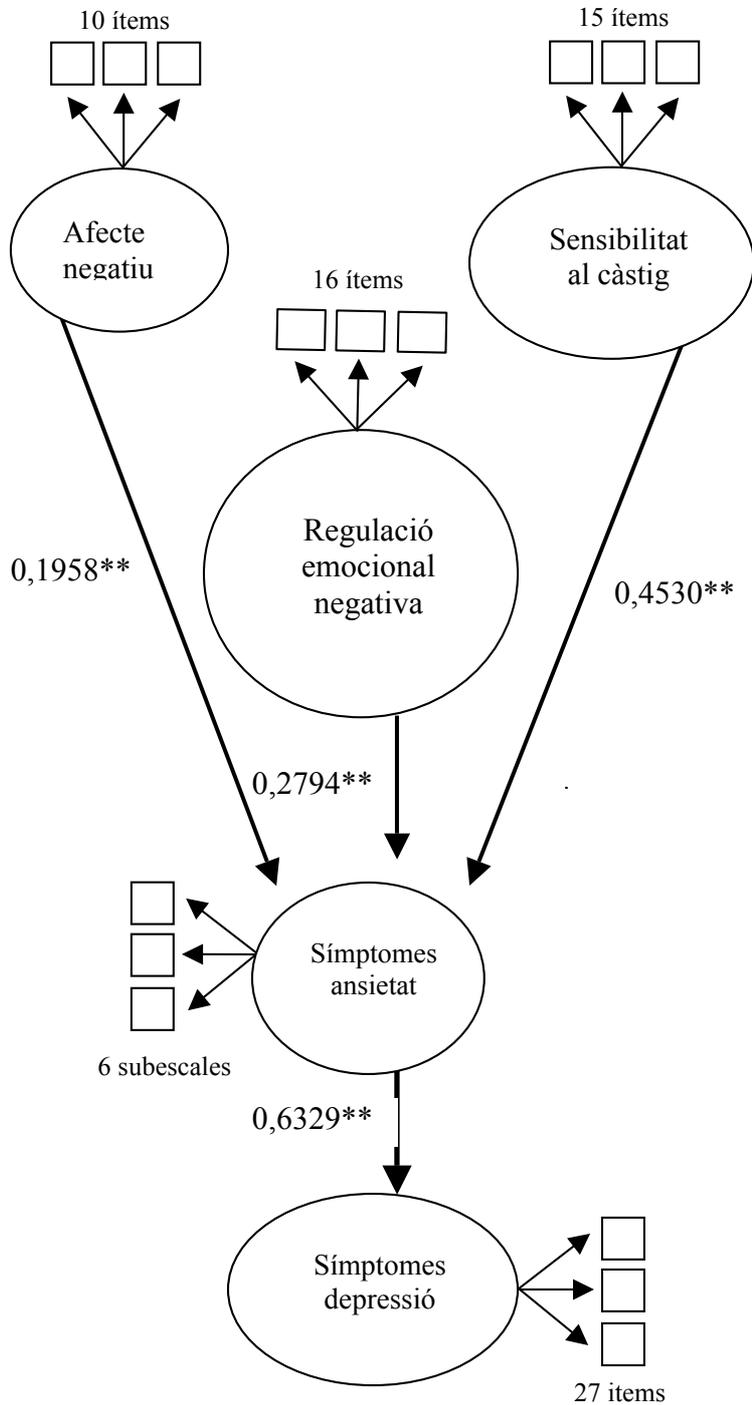 10 ítems
15 ítems
Afecte
negatiu
Sensibilitat
al càstig
16 ítems
Regulació
emocional
negativa
0,1958**
0,4530**
0,2794**
.
Símptomes
ansietat
6 subescales
0,6329**
Símptomes
depressió
27 items